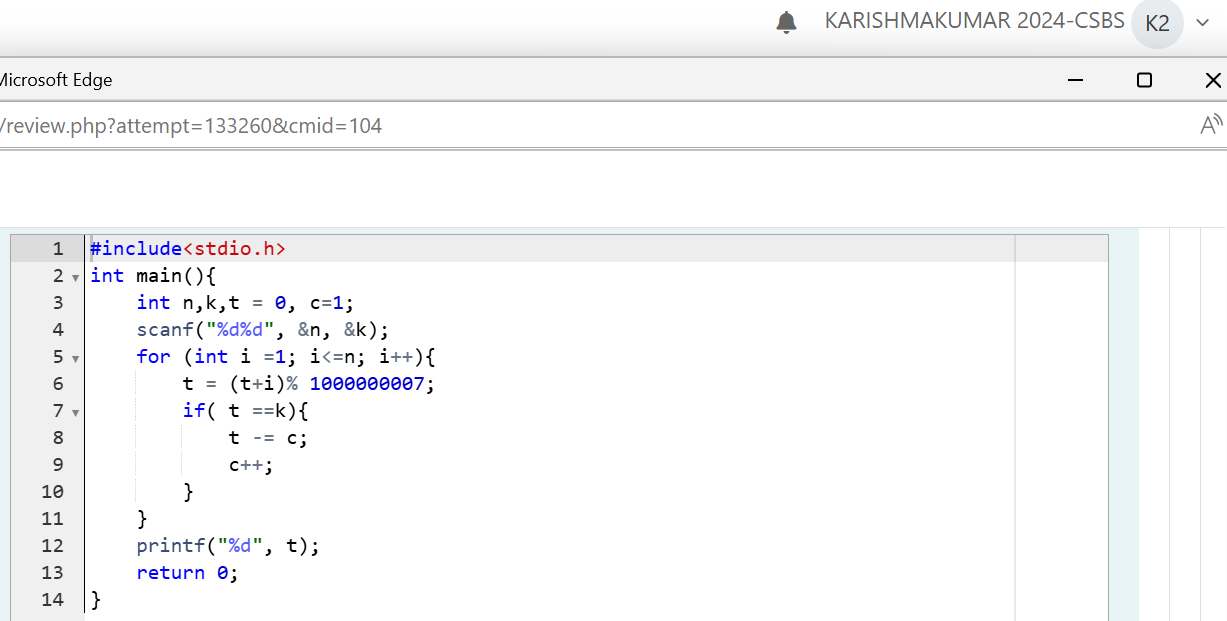 KARISHMAKUMAR 2024-CSBS K2
Microsoft Edge
/review.php?attempt=133260&cmid=104
1 #include<stdio.h>
2 int main(){
3     int n,k,t = 0, c=1;
4     scanf("%d%d", &n, &k);
5     for (int i =1; i<=n; i++){
6         t = (t+i)% 1000000007;
7         if( t ==k){
8             t -= c;
9             c++;
10         }
11     }
12     printf("%d", t);
13     return 0;
14 }